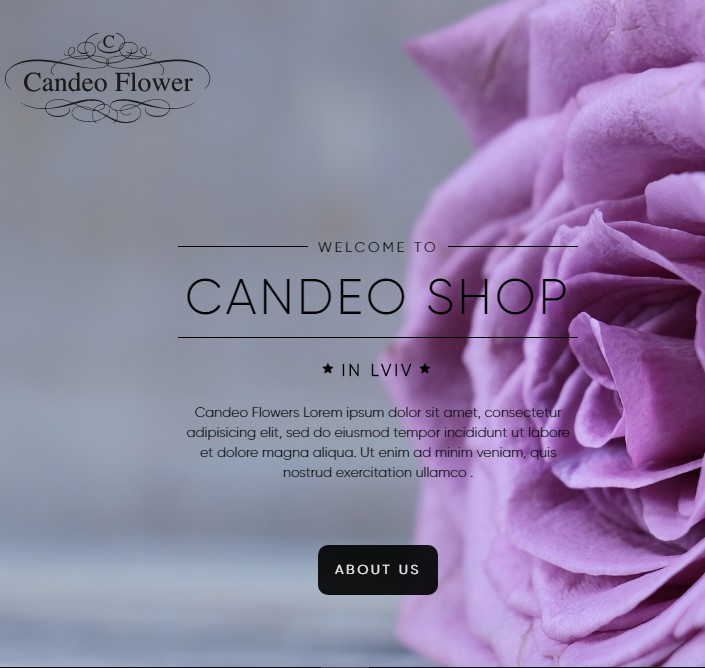 C
Candeo Flower
WELCOME TO
CANDEO SHOP
★ IN LVIV ★
Candeo Flowers Lorem ipsum dolor sit amet, consectetur
adipisicing elit, sed do eiusmod tempor incididunt ut labore
et dolore magna aliqua. Ut enim ad minim veniam, quis
nostrud exercitation ullamco .
ABOUT US